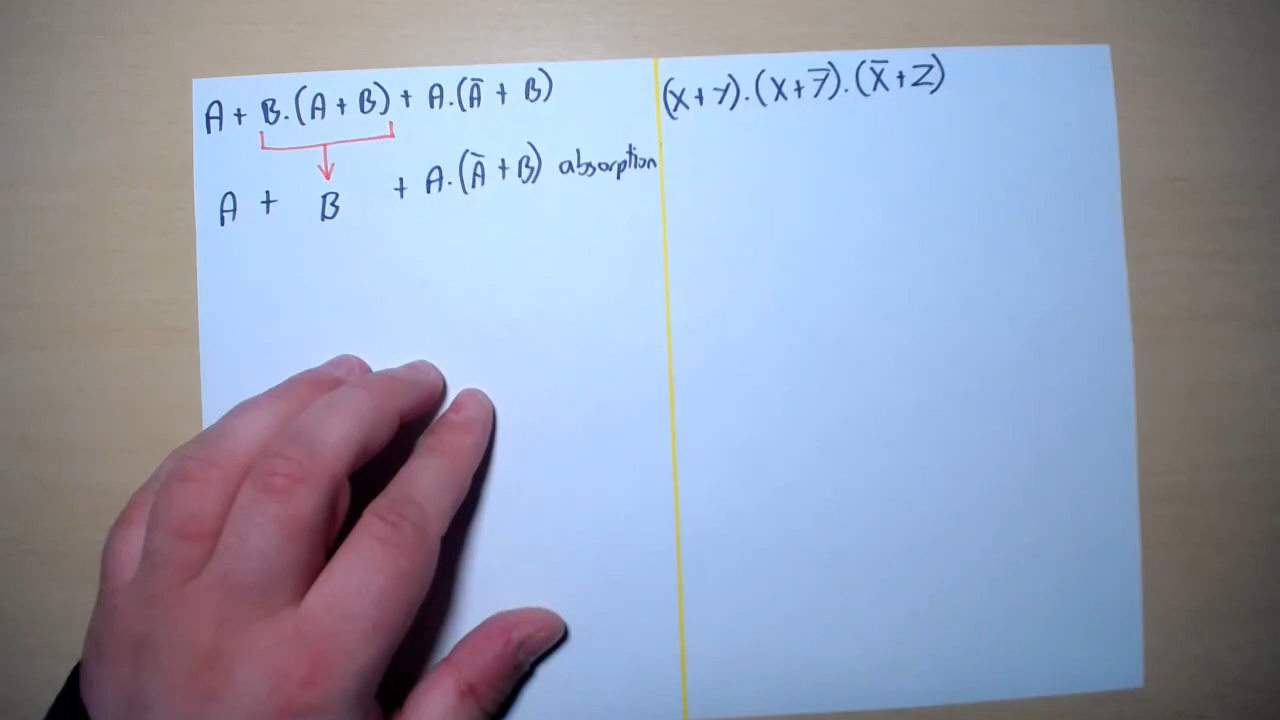 A + B.(A + B) + A.(Ā + B)
A + B + A.(Ā + B) absorption
(X + Y).(X + Ȳ).(X̄ + Z)